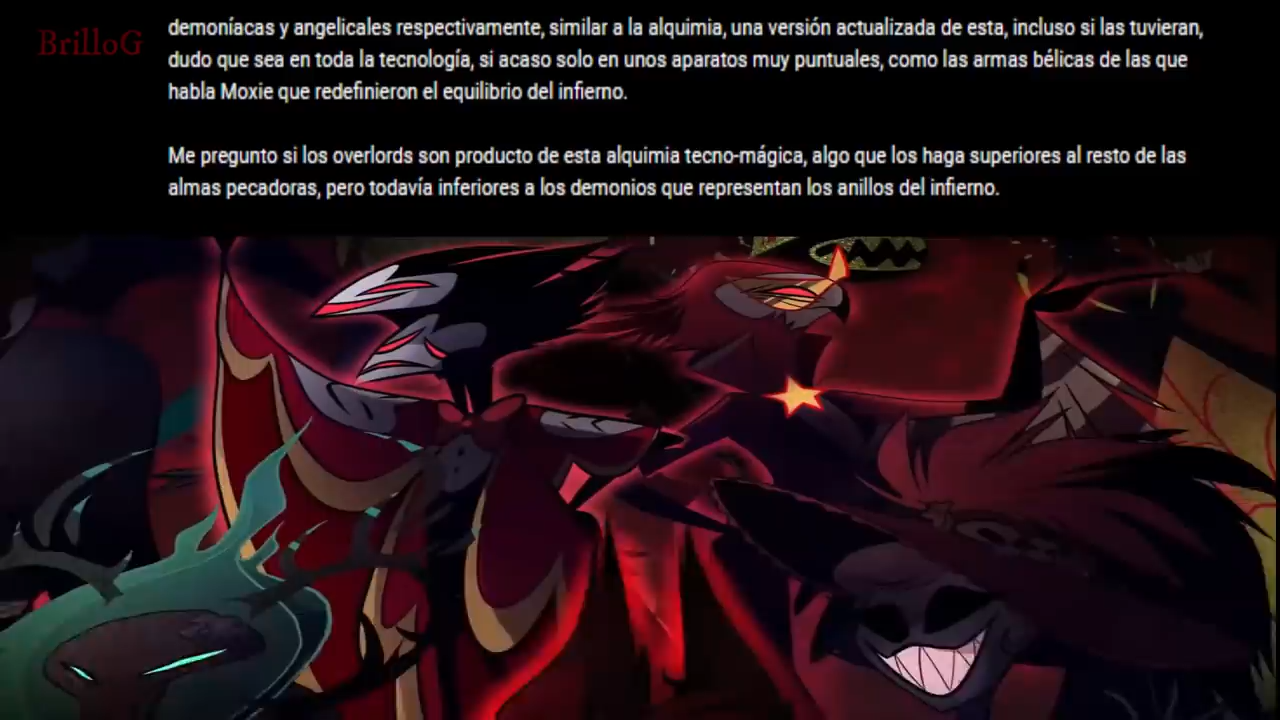 BrilloG
demoníacas y angelicales respectivamente, similar a la alquimia, una versión actualizada de esta, incluso si las tuvieran,
dudo que sea en toda la tecnología, si acaso solo en unos aparatos muy puntuales, como las armas bélicas de las que
habla Moxie que redefinieron el equilibrio del infierno.
Me pregunto si los overlords son producto de esta alquimia tecno-mágica, algo que los haga superiores al resto de las
almas pecadoras, pero todavía inferiores a los demonios que representan los anillos del infierno.